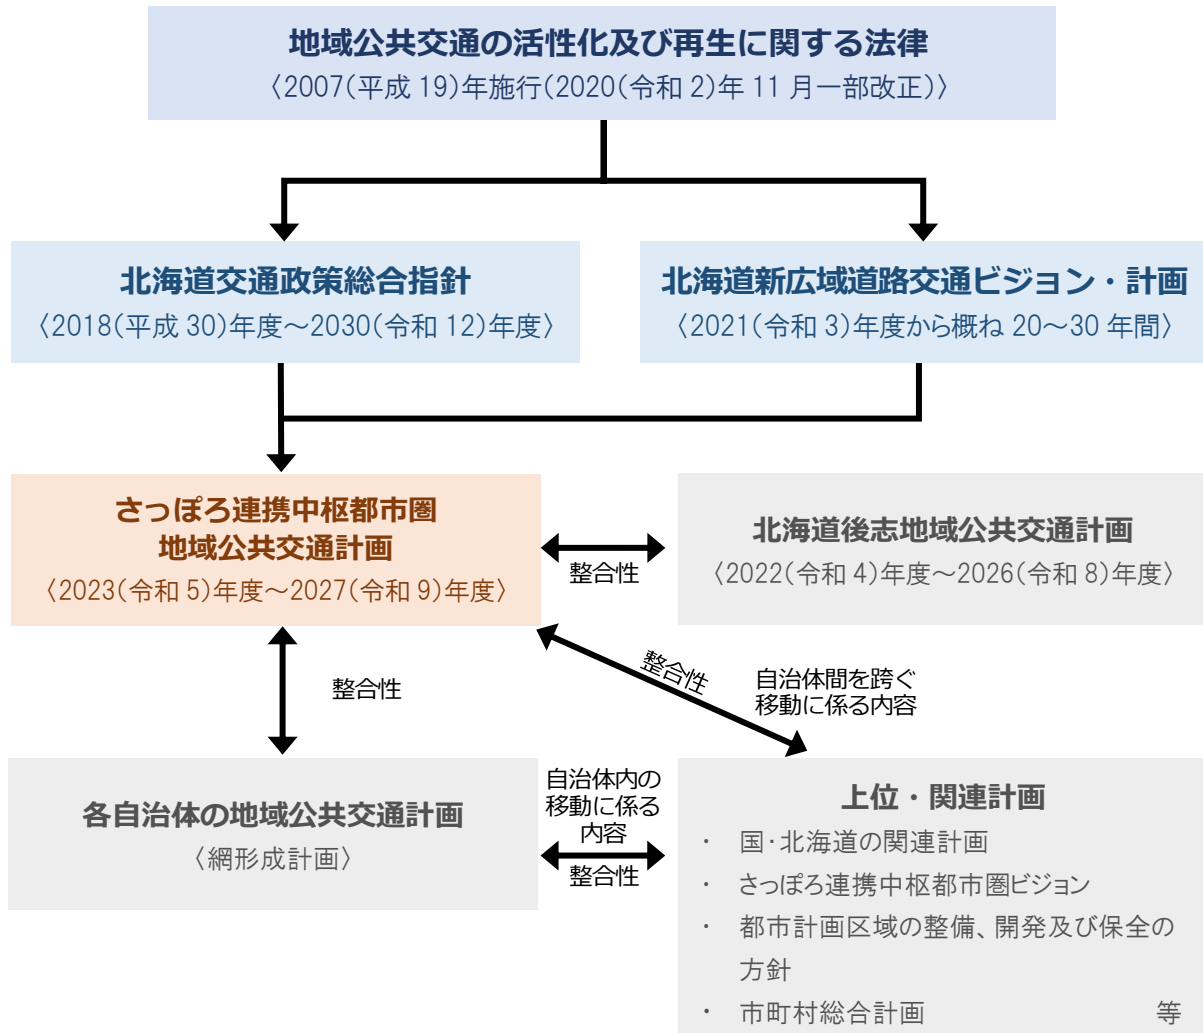 地域公共交通の活性化及び再生に関する法律
〈2007(平成 19)年施行(2020(令和 2)年 11 月一部改正)〉
北海道交通政策総合指針
〈2018(平成 30)年度～2030(令和 12)年度〉
北海道新広域道路交通ビジョン・計画
〈2021(令和 3)年度から概ね 20～30 年間〉
さっぽろ連携中枢都市圏
地域公共交通計画
〈2023(令和 5)年度～2027(令和 9)年度〉
整合性
北海道後志地域公共交通計画
〈2022(令和 4)年度～2026(令和 8)年度〉
整合性
整合性
自治体間を跨ぐ
移動に係る内容
各自治体の地域公共交通計画
〈網形成計画〉
自治体内の
移動に係る
内容
整合性
上位・関連計画
・ 国・北海道の関連計画
・ さっぽろ連携中枢都市圏ビジョン
・ 都市計画区域の整備、開発及び保全の
方針
・ 市町村総合計画 等